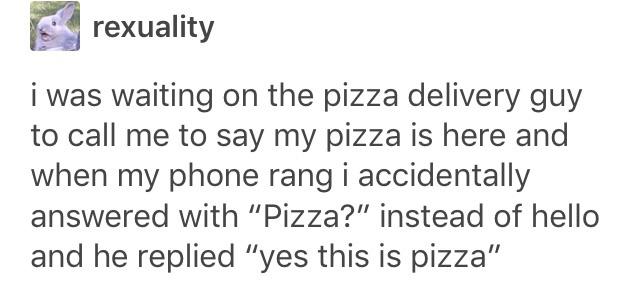 rexuality
i was waiting on the pizza delivery guy
to call me to say my pizza is here and
when my phone rang i accidentally
answered with “Pizza?” instead of hello
and he replied “yes this is pizza”